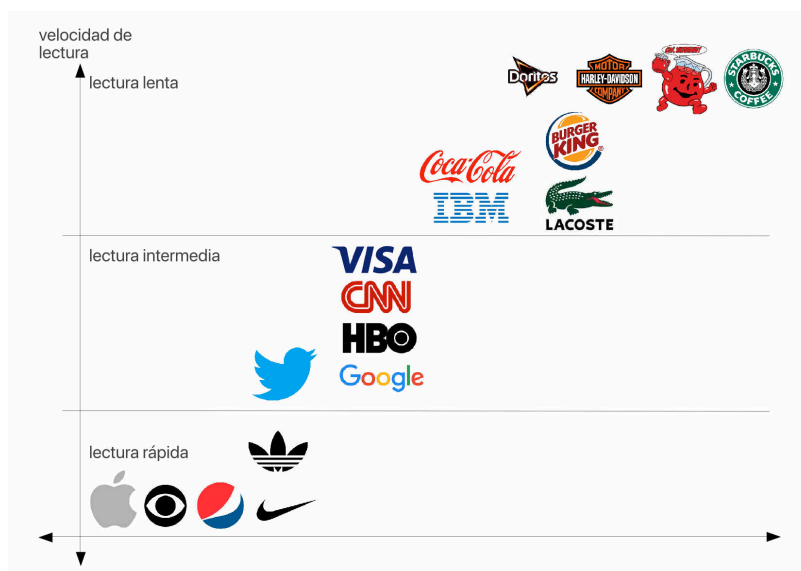 velocidad de
lectura
lectura lenta
Doritos
MOTOR
HARLEY-DAVIDSON
COMPANY
STARBUCKS
COFFEE
BURGER
KING
Coca-Cola
IBM
LACOSTE
lectura intermedia
VISA
CNN
HBO
Google
lectura rápida